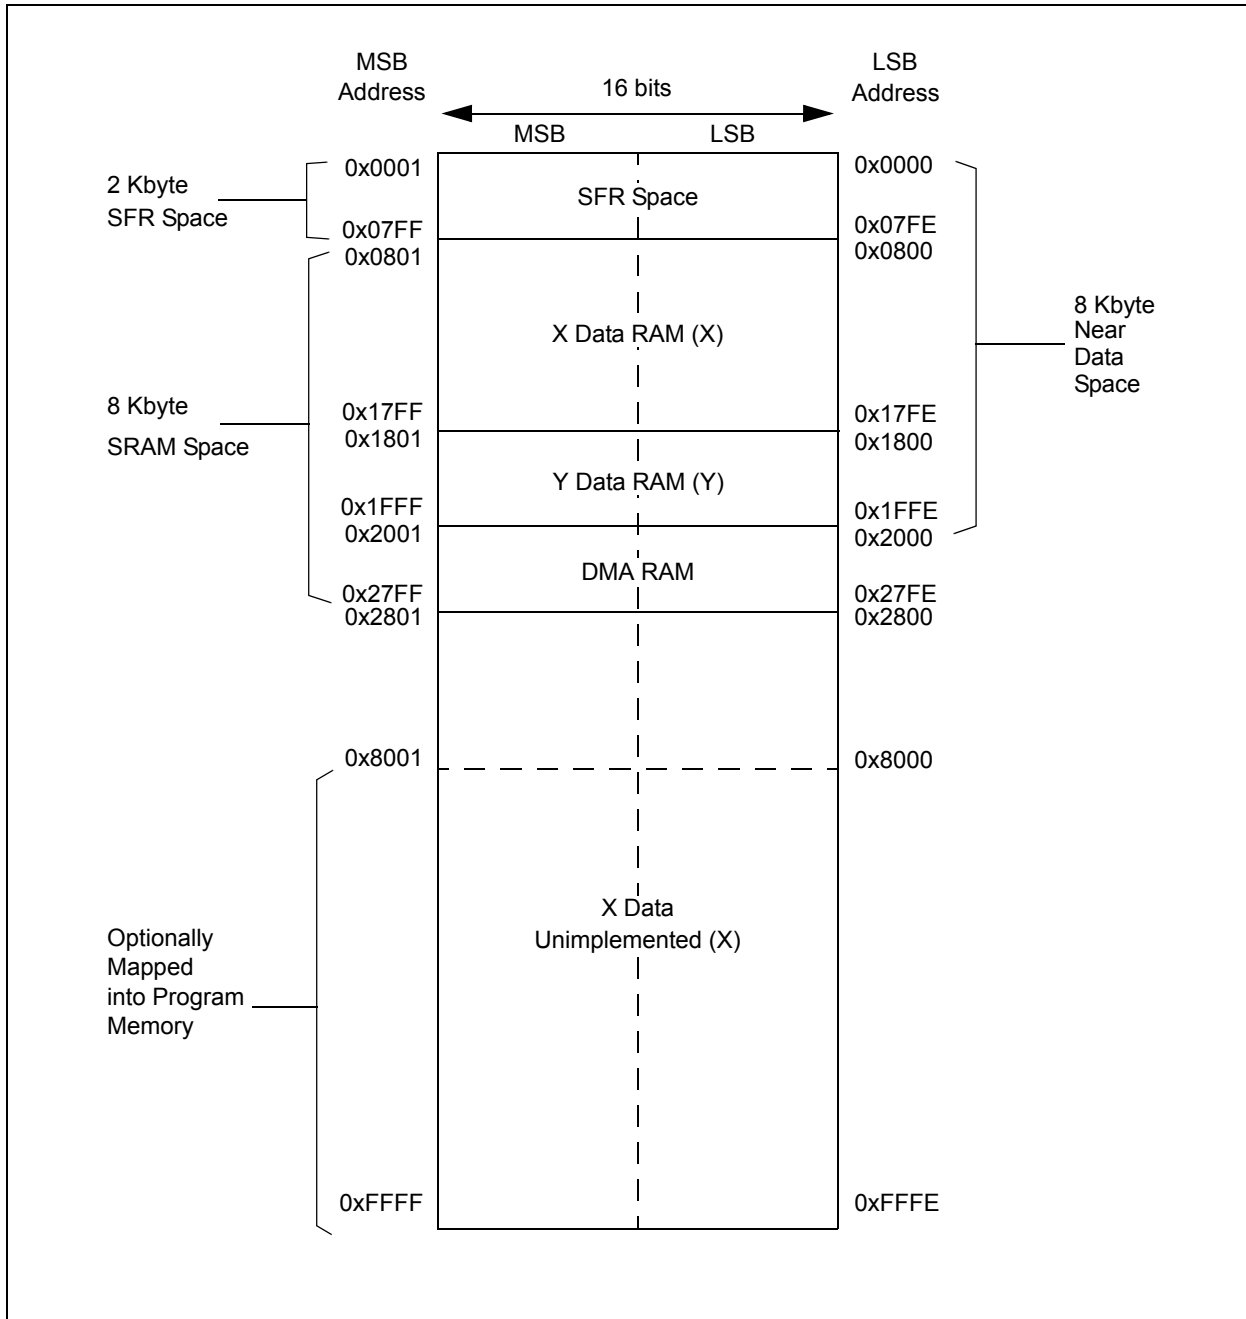 MSB
Address
LSB
Address
16 bits
MSB
LSB
0x0001
0x0000
2 Kbyte
SFR Space
SFR Space
0x07FF
0x07FE
0x0801
0x0800
X Data RAM (X)
8 Kbyte
Near
Data
Space
8 Kbyte
SRAM Space
0x17FF
0x17FE
0x1801
0x1800
Y Data RAM (Y)
0x1FFF
0x1FFE
0x2001
0x2000
DMA RAM
0x27FF
0x27FE
0x2801
0x2800
0x8001
0x8000
X Data
Unimplemented (X)
Optionally
Mapped
into Program
Memory
0xFFFF
0xFFFE